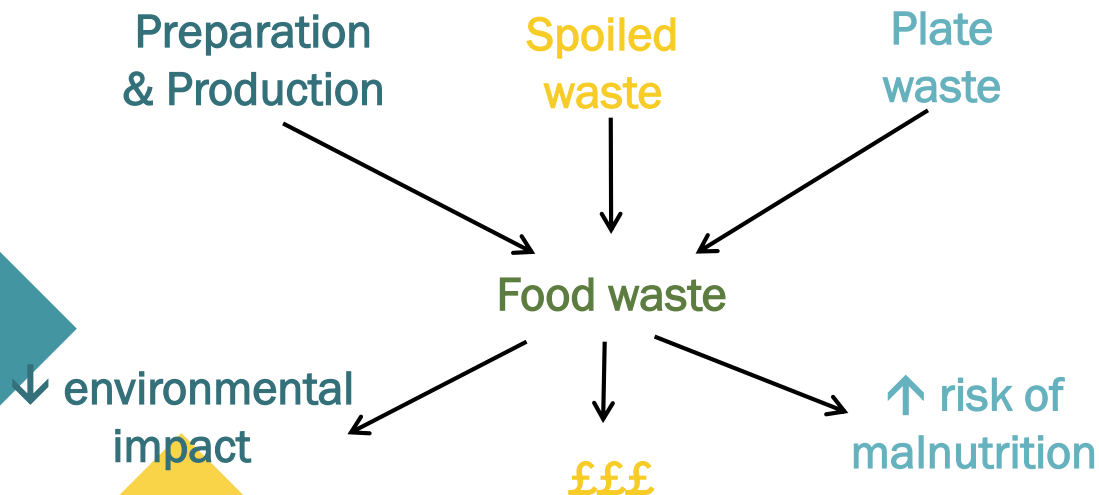 Preparation
& Production
Spoiled
waste
Plate
waste
Food waste
↓ environmental
impact
£££
↑ risk of
malnutrition